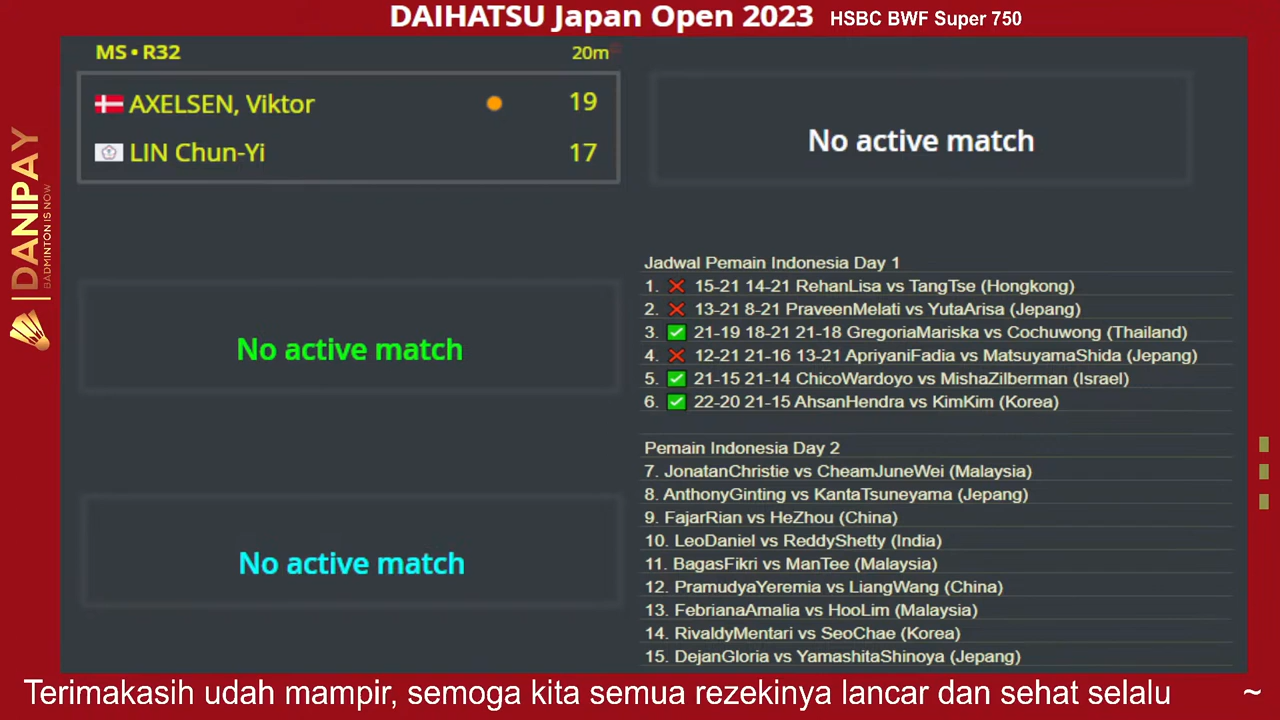 DAIHATSU Japan Open 2023 HSBC BWF Super 750
MS • R32 20m
AXELSEN, Viktor 19
LIN Chun-Yi 17
No active match
No active match
No active match
Jadwal Pemain Indonesia Day 1
1. ❌ 15-21 14-21 RehanLisa vs TangTse (Hongkong)
2. ❌ 13-21 8-21 PraveenMelati vs YutaArisa (Jepang)
3. ✅ 21-19 18-21 21-18 GregoriaMariska vs Cochuwong (Thailand)
4. ❌ 12-21 21-16 13-21 ApriyaniFadia vs MatsuyamaShida (Jepang)
5. ✅ 21-15 21-14 ChicoWardoyo vs MishaZilberman (Israel)
6. ✅ 22-20 21-15 AhsanHendra vs KimKim (Korea)
Pemain Indonesia Day 2
7. JonatanChristie vs CheamJuneWei (Malaysia)
8. AnthonyGinting vs KantaTsuneyama (Jepang)
9. FajarRian vs HeZhou (China)
10. LeoDaniel vs ReddyShetty (India)
11. BagasFikri vs ManTee (Malaysia)
12. PramudyaYeremia vs LiangWang (China)
13. FebrianaAmalia vs HooLim (Malaysia)
14. RivaldyMentari vs SeoChae (Korea)
15. DejanGloria vs YamashitaShinoya (Jepang)
DANIPAY
BADMINTON IS NOW
Terimakasih udah mampir, semoga kita semua rezekinya lancar dan sehat selalu ~